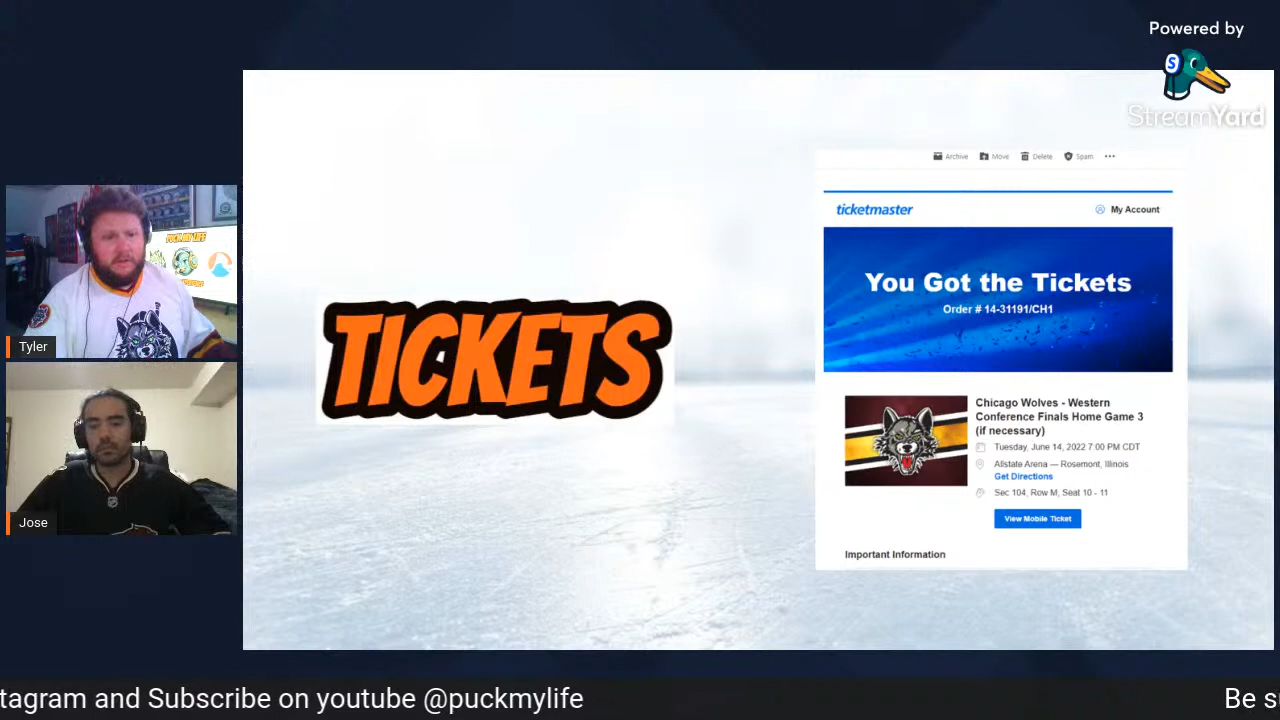 Powered by
StreamYard
Archive Move Delete Spam
ticketmaster
My Account
You Got the Tickets
Order # 14-31191/CH1
TICKETS
Chicago Wolves - Western
Conference Finals Home Game 3
(if necessary)
Tuesday, June 14, 2022 7:00 PM CDT
Allstate Arena — Rosemont, Illinois
Get Directions
Sec 104, Row M, Seat 10 - 11
View Mobile Ticket
Important Information
PUCK MY LIFE
Tyler
Jose
tagram and Subscribe on youtube @puckmylife
Be s